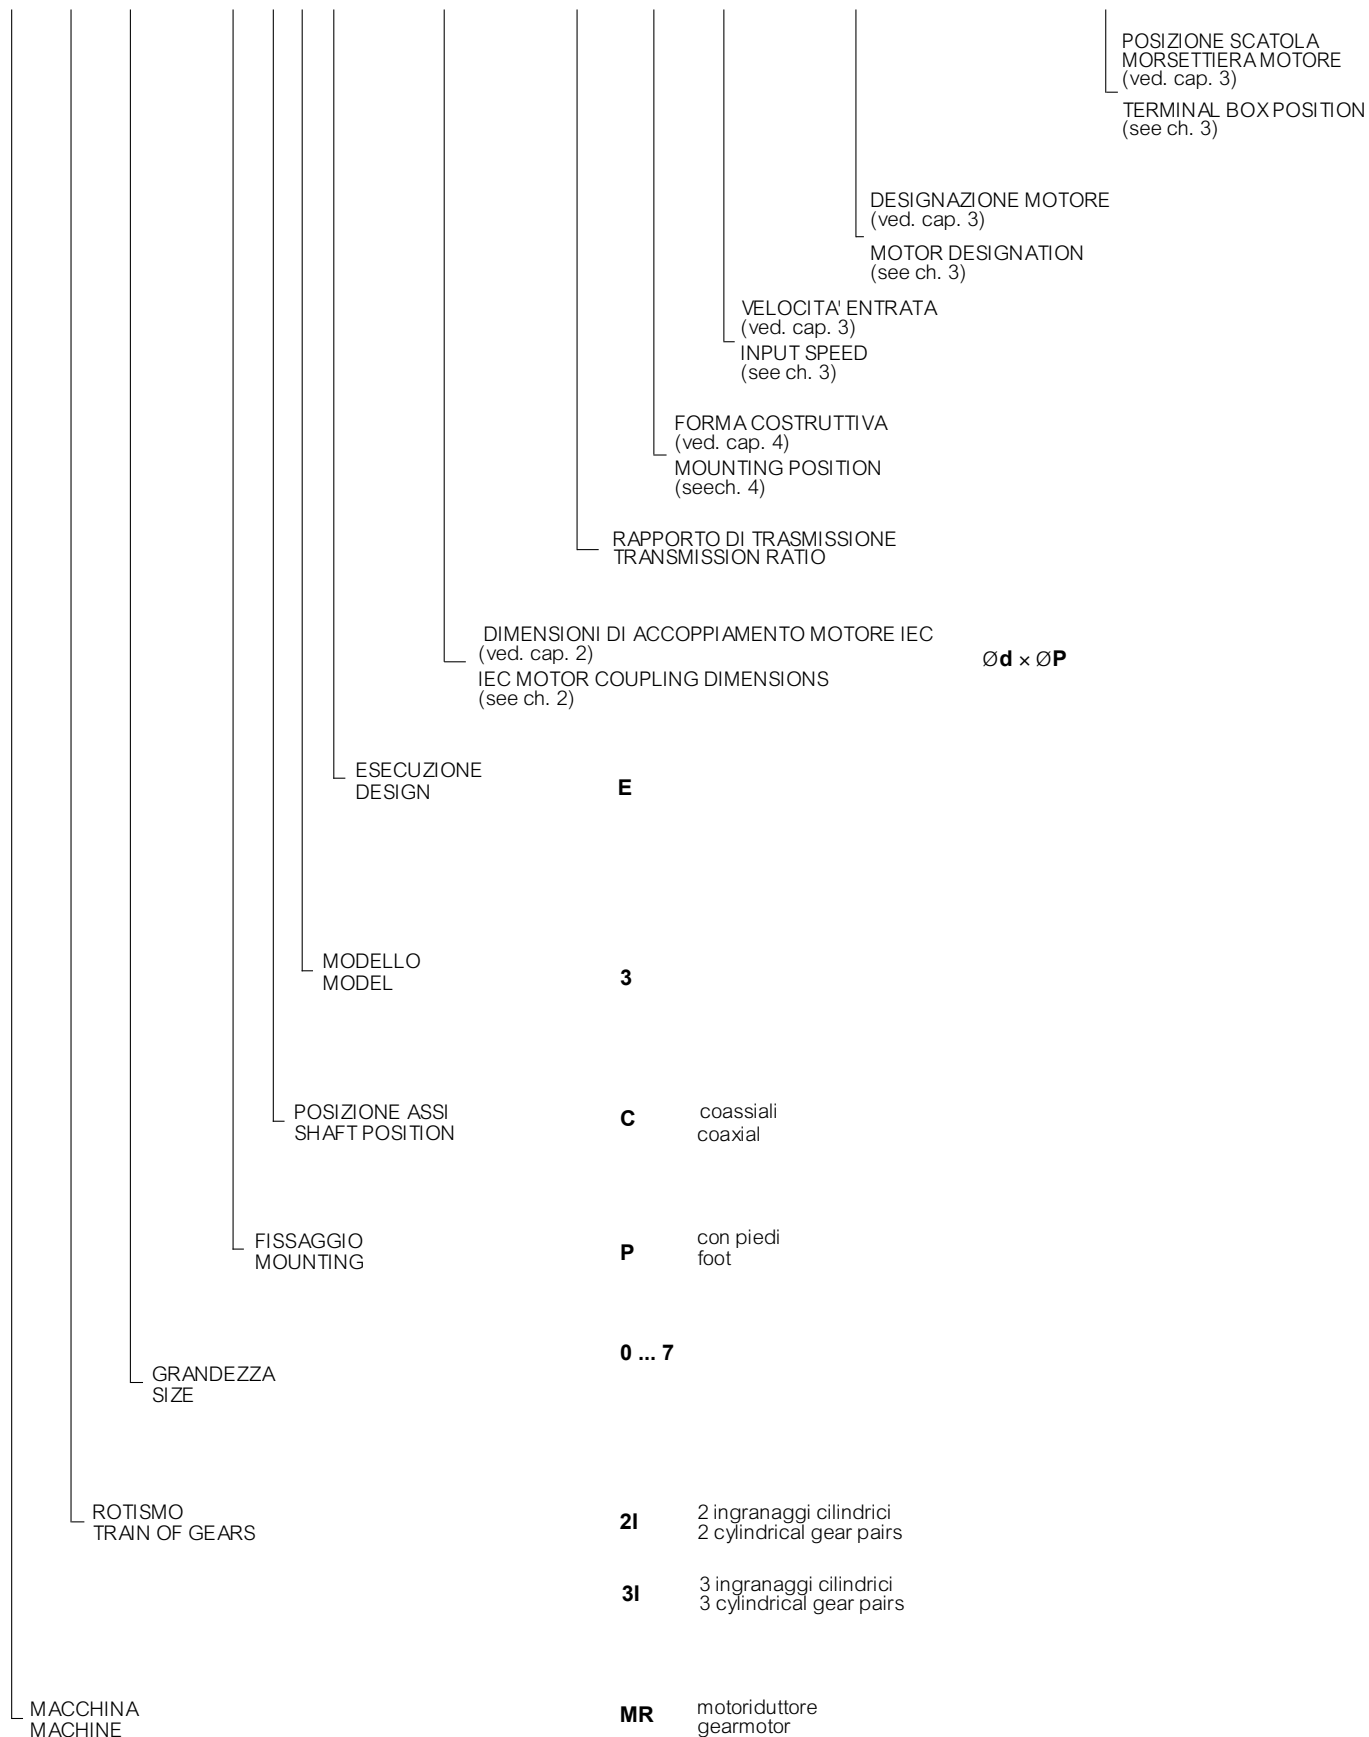 POSIZIONE SCATOLA
MORSETTIERA MOTORE
(ved. cap. 3)
TERMINAL BOX POSITION
(see ch. 3)
DESIGNAZIONE MOTORE
(ved. cap. 3)
MOTOR DESIGNATION
(see ch. 3)
VELOCITA' ENTRATA
(ved. cap. 3)
INPUT SPEED
(see ch. 3)
FORMA COSTRUTTIVA
(ved. cap. 4)
MOUNTING POSITION
(seech. 4)
RAPPORTO DI TRASMISSIONE
TRANSMISSION RATIO
DIMENSIONI DI ACCOPPIAMENTO MOTORE IEC
(ved. cap. 2)
Ød × ØP
IEC MOTOR COUPLING DIMENSIONS
(see ch. 2)
ESECUZIONE
DESIGN
E
MODELLO
MODEL
3
POSIZIONE ASSI
SHAFT POSITION
C
coassiali
coaxial
FISSAGGIO
MOUNTING
P
con piedi
foot
0 ... 7
GRANDEZZA
SIZE
ROTISMO
TRAIN OF GEARS
2I
2 ingranaggi cilindrici
2 cylindrical gear pairs
3I
3 ingranaggi cilindrici
3 cylindrical gear pairs
MACCHINA
MACHINE
MR
motoriduttore
gearmotor